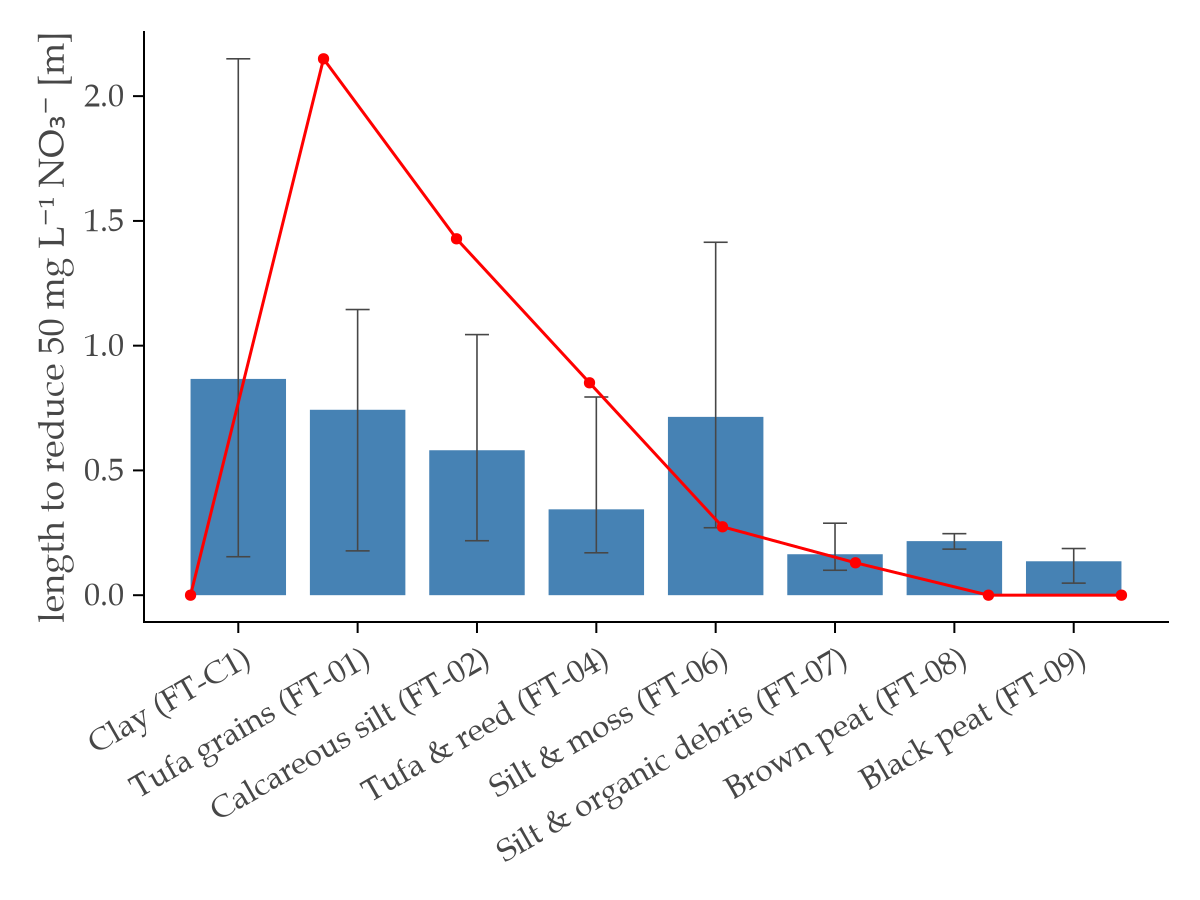 length to reduce 50 mg L⁻¹ NO₃⁻ [m]
2.0
1.5
1.0
0.5
0.0
Clay (FT-C1)
Tufa grains (FT-01)
Calcareous silt (FT-02)
Tufa & reed (FT-04)
Silt & moss (FT-06)
Silt & organic debris (FT-07)
Brown peat (FT-08)
Black peat (FT-09)